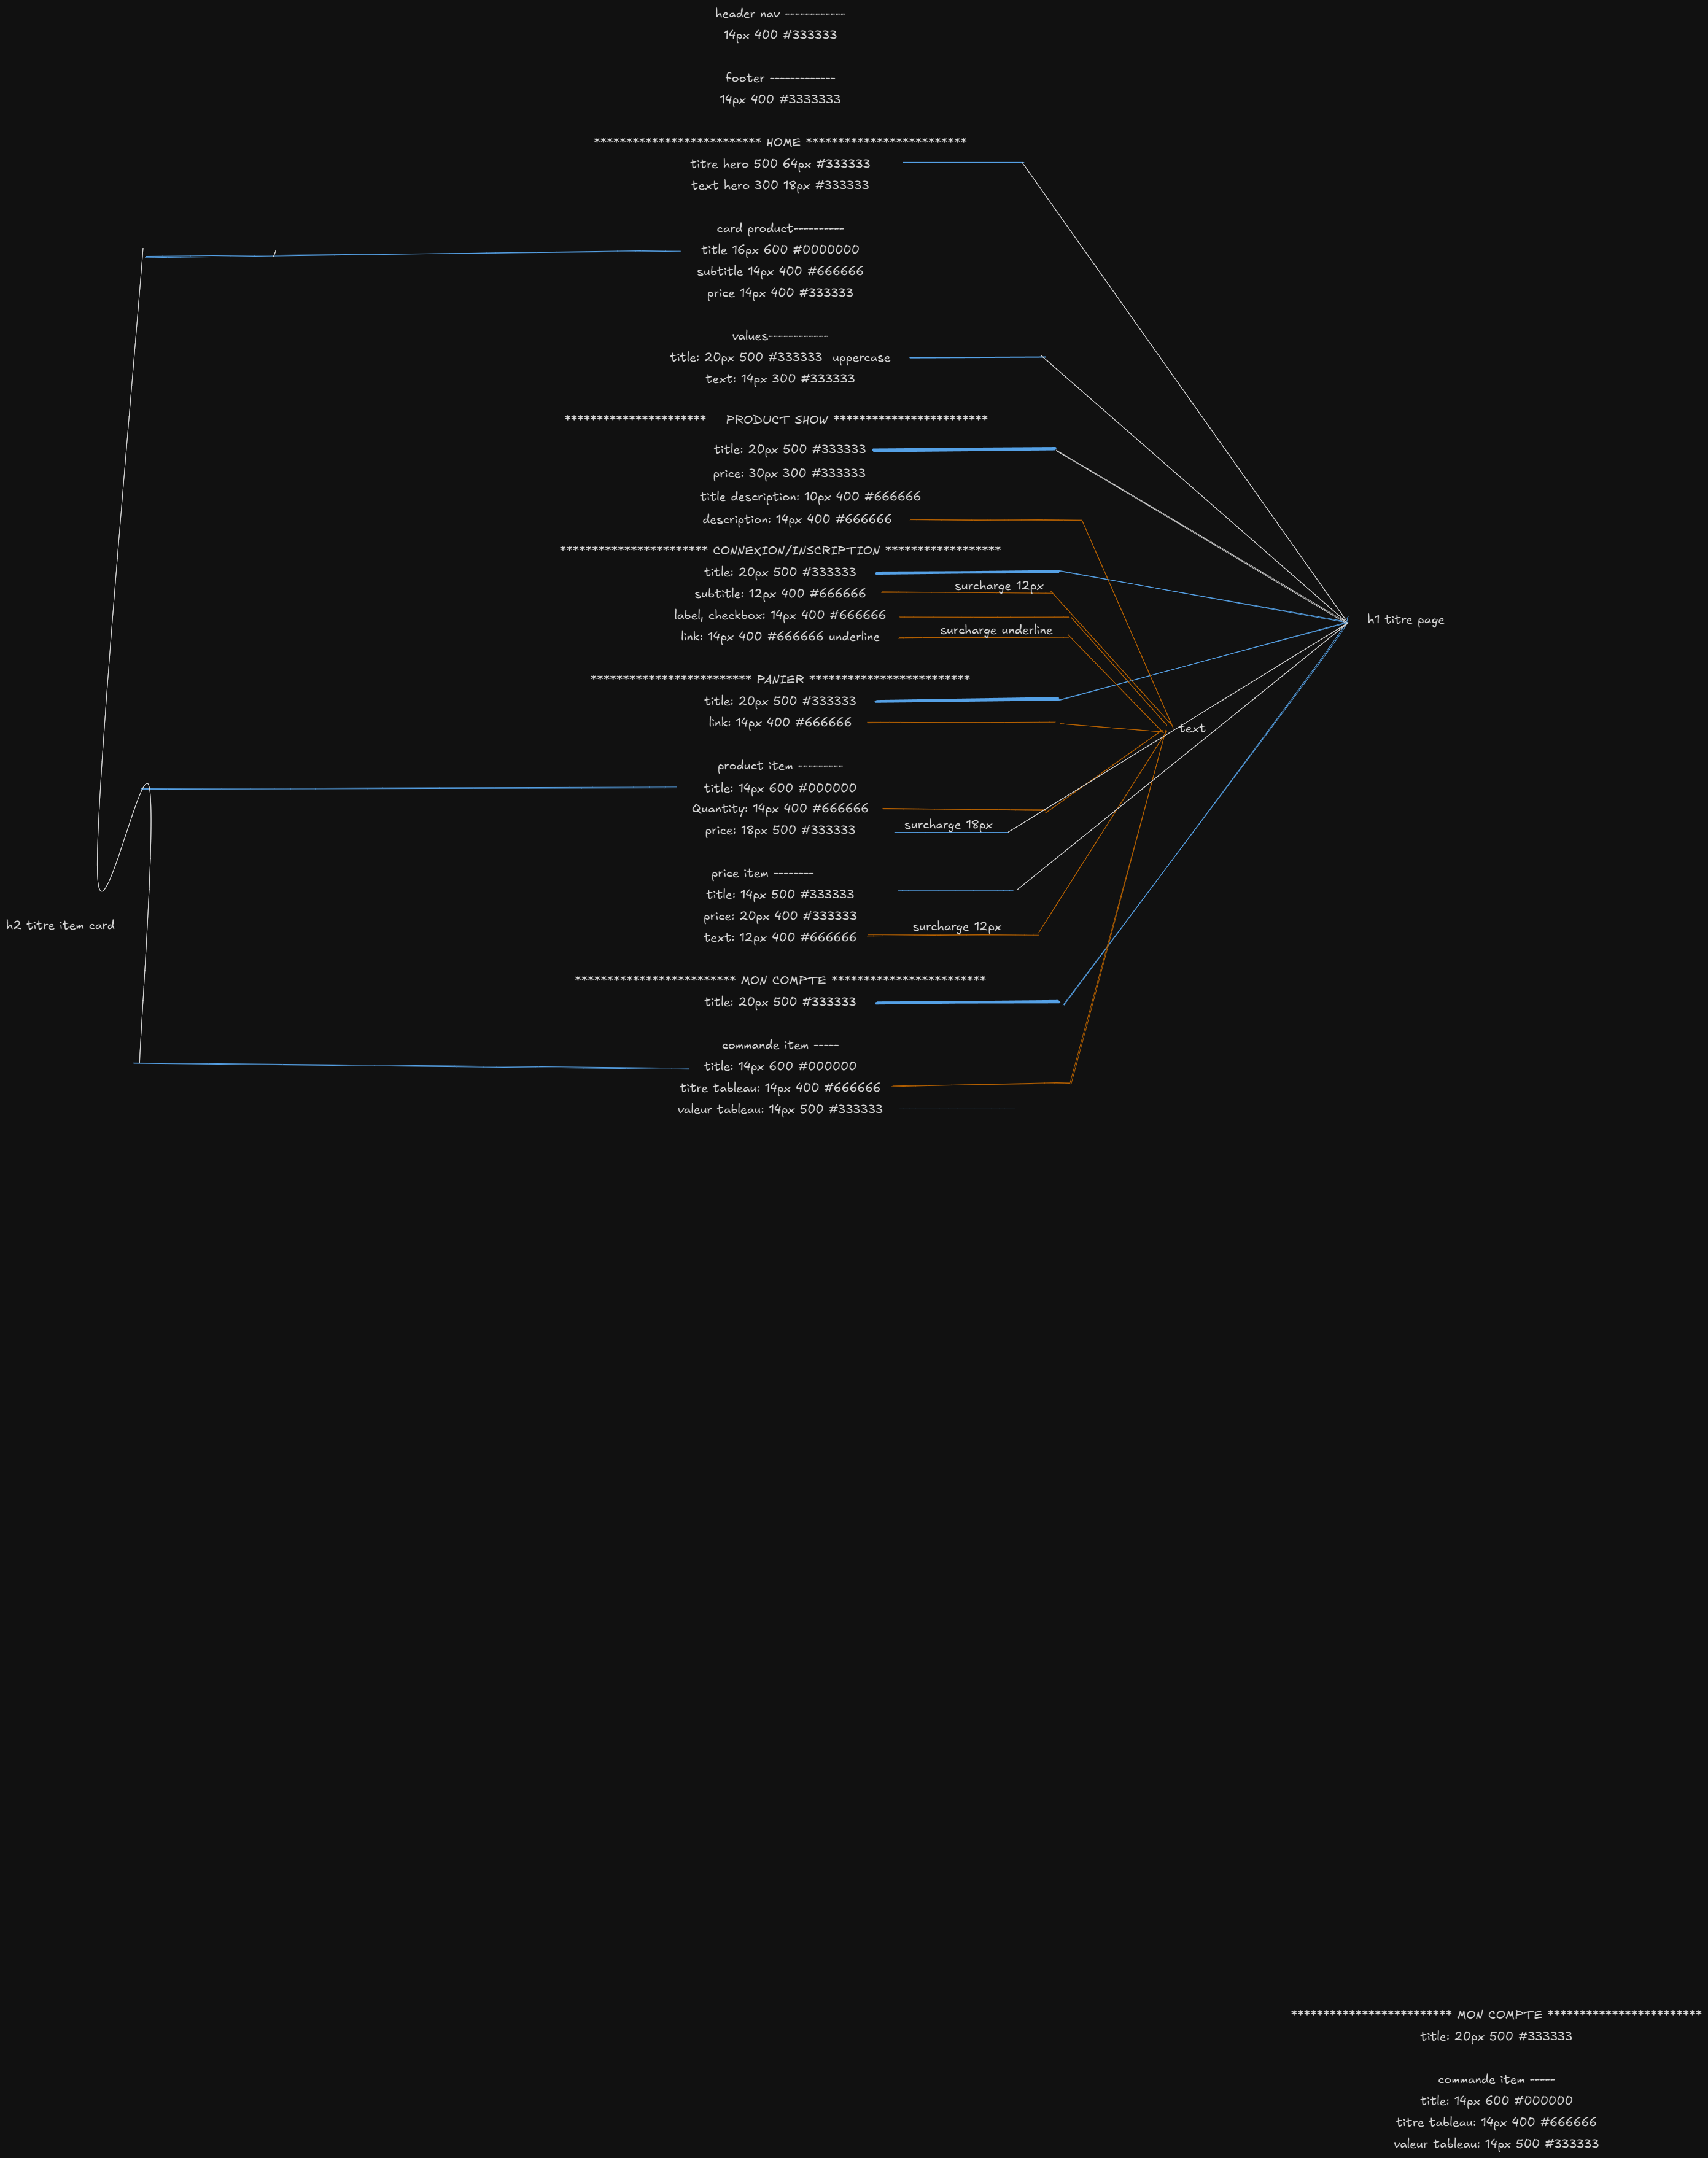 header nav ------------
14px 400 #333333
footer -------------
14px 400 #3333333
************************** HOME *************************
titre hero 500 64px #333333
text hero 300 18px #333333
card product----------
title 16px 600 #0000000
subtitle 14px 400 #666666
price 14px 400 #333333
values------------
title: 20px 500 #333333 uppercase
text: 14px 300 #333333
********************** PRODUCT SHOW ************************
title: 20px 500 #333333
price: 30px 300 #333333
title description: 10px 400 #666666
description: 14px 400 #666666
*********************** CONNEXION/INSCRIPTION ******************
title: 20px 500 #333333
surcharge 12px
subtitle: 12px 400 #666666
label, checkbox: 14px 400 #666666
h1 titre page
surcharge underline
link: 14px 400 #666666 underline
************************* PANIER *************************
title: 20px 500 #333333
link: 14px 400 #666666
text
product item ---------
title: 14px 600 #000000
Quantity: 14px 400 #666666
surcharge 18px
price: 18px 500 #333333
price item --------
title: 14px 500 #333333
price: 20px 400 #333333
h2 titre item card
surcharge 12px
text: 12px 400 #666666
************************* MON COMPTE ************************
title: 20px 500 #333333
commande item -----
title: 14px 600 #000000
titre tableau: 14px 400 #666666
valeur tableau: 14px 500 #333333
************************* MON COMPTE ************************
title: 20px 500 #333333
commande item -----
title: 14px 600 #000000
titre tableau: 14px 400 #666666
valeur tableau: 14px 500 #333333